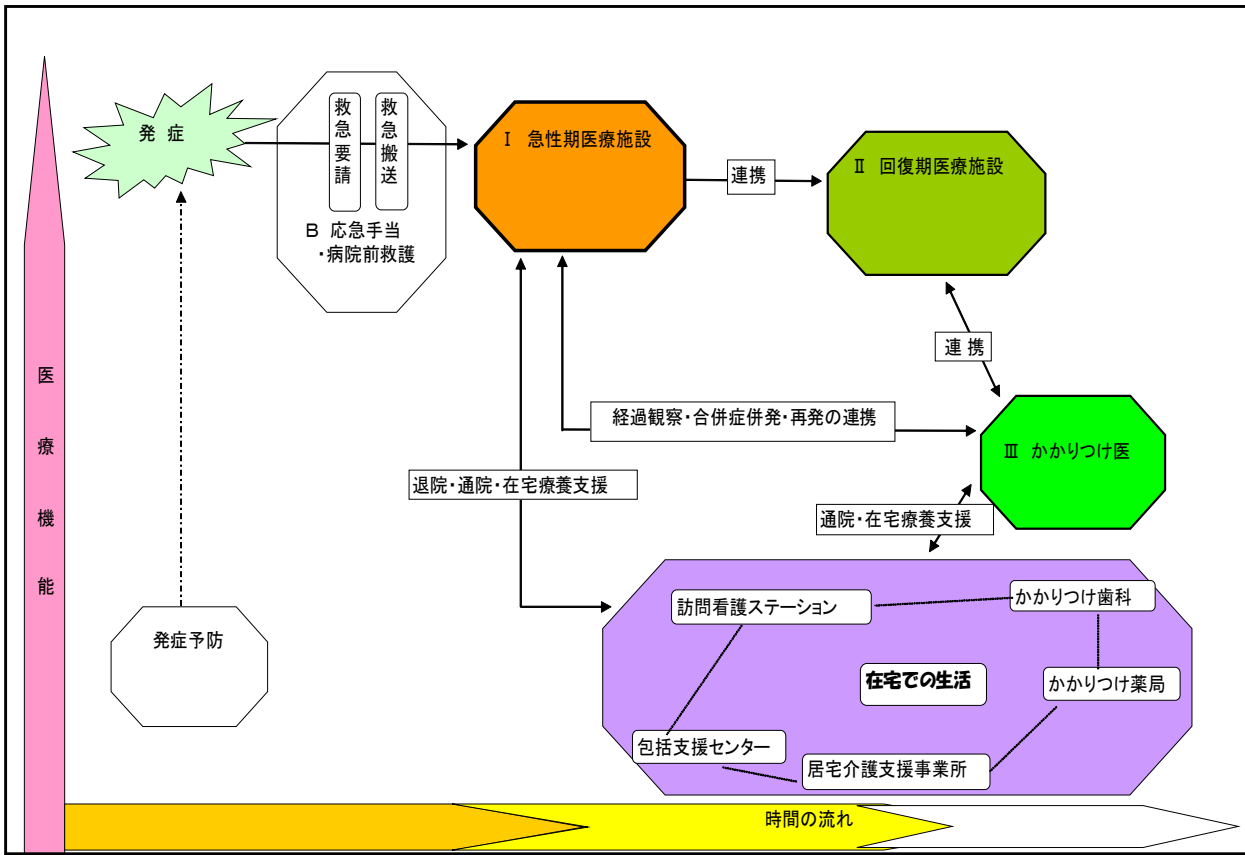 発 症
救急要請
救急搬送
B 応急手当
・病院前救護
Ⅰ 急性期医療施設
連携
Ⅱ 回復期医療施設
連 携
経過観察・合併症併発・再発の連携
Ⅲ かかりつけ医
退院・通院・在宅療養支援
通院・在宅療養支援
医療機能
発症予防
訪問看護ステーション
かかりつけ歯科
在宅での生活
かかりつけ薬局
包括支援センター
居宅介護支援事業所
時間の流れ